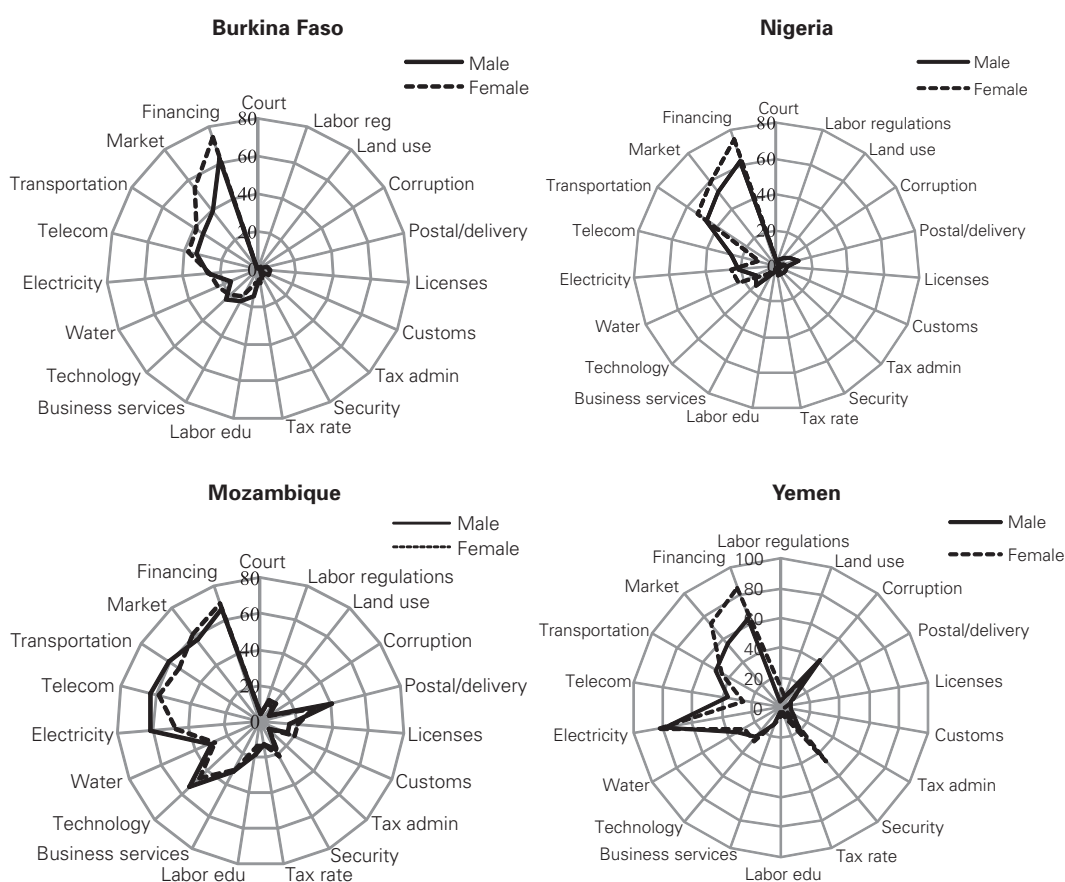 Burkina Faso
Male
Female
Court
Labor reg
Land use
Corruption
Postal/delivery
Licenses
Customs
Tax admin
Security
Tax rate
Labor edu
Business services
Technology
Water
Electricity
Telecom
Transportation
Market
Financing
80
60
40
20
0
Nigeria
Male
Female
Court
Labor regulations
Land use
Corruption
Postal/delivery
Licenses
Customs
Tax admin
Security
Tax rate
Labor edu
Business services
Technology
Water
Electricity
Telecom
Transportation
Market
Financing
80
60
40
20
0
Mozambique
Male
Female
Court
Labor regulations
Land use
Corruption
Postal/delivery
Licenses
Customs
Tax admin
Security
Tax rate
Labor edu
Business services
Technology
Water
Electricity
Telecom
Transportation
Market
Financing
80
60
40
20
0
Yemen
Male
Female
Labor regulations
Land use
Corruption
Postal/delivery
Licenses
Customs
Tax admin
Security
Tax rate
Labor edu
Business services
Technology
Water
Electricity
Telecom
Transportation
Market
Financing
100
80
60
40
20
0